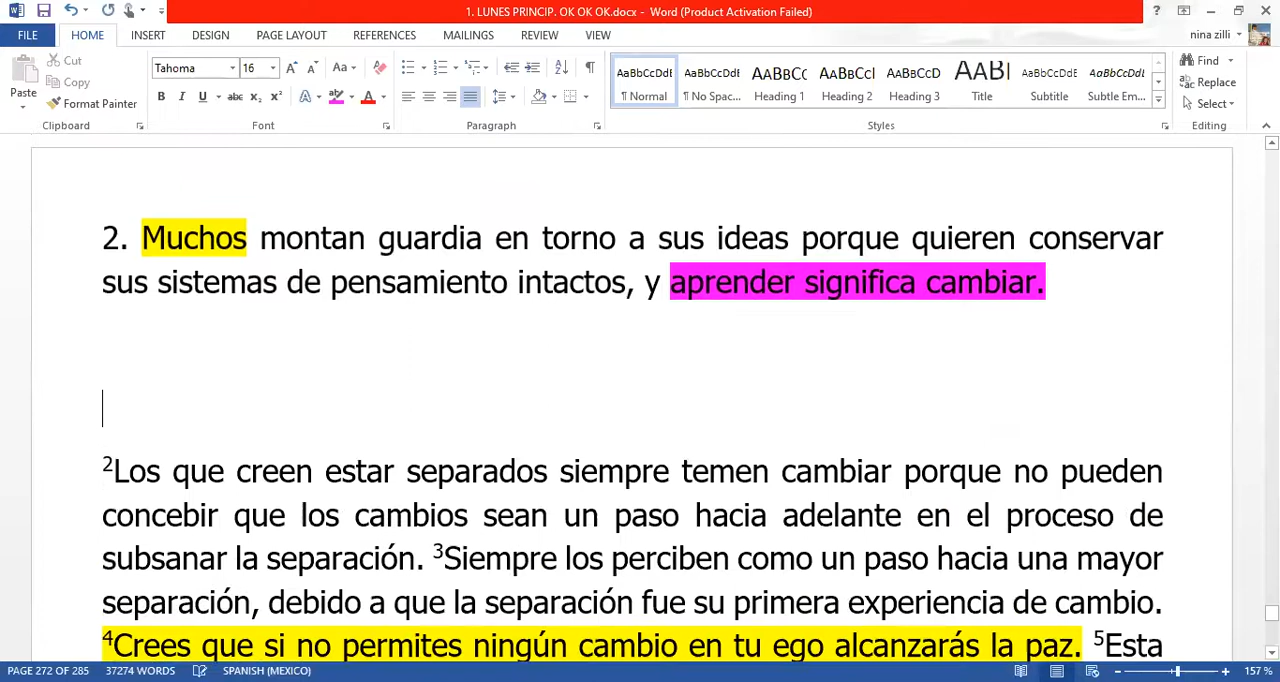 1. LUNES PRINCIP. OK OK OK.docx - Word (Product Activation Failed)
FILE HOME INSERT DESIGN PAGE LAYOUT REFERENCES MAILINGS REVIEW VIEW nina zilli
Paste
Cut
Copy
Format Painter
Clipboard
Tahoma 16
Font
Paragraph
AaBbCcDdI AaBbCcDdI AaBbCc AaBbCcI AaBbCcD AaB AaBbCcDdI AaBbCcDdI
¶ Normal ¶ No Spac... Heading 1 Heading 2 Heading 3 Title Subtitle Subtle Em...
Styles
Find
Replace
Select
Editing
2. Muchos montan guardia en torno a sus ideas porque quieren conservar
sus sistemas de pensamiento intactos, y aprender significa cambiar.
²Los que creen estar separados siempre temen cambiar porque no pueden
concebir que los cambios sean un paso hacia adelante en el proceso de
subsanar la separación. ³Siempre los perciben como un paso hacia una mayor
separación, debido a que la separación fue su primera experiencia de cambio.
⁴Crees que si no permites ningún cambio en tu ego alcanzarás la paz. ⁵Esta
PAGE 272 OF 285 37274 WORDS SPANISH (MEXICO) 157 %